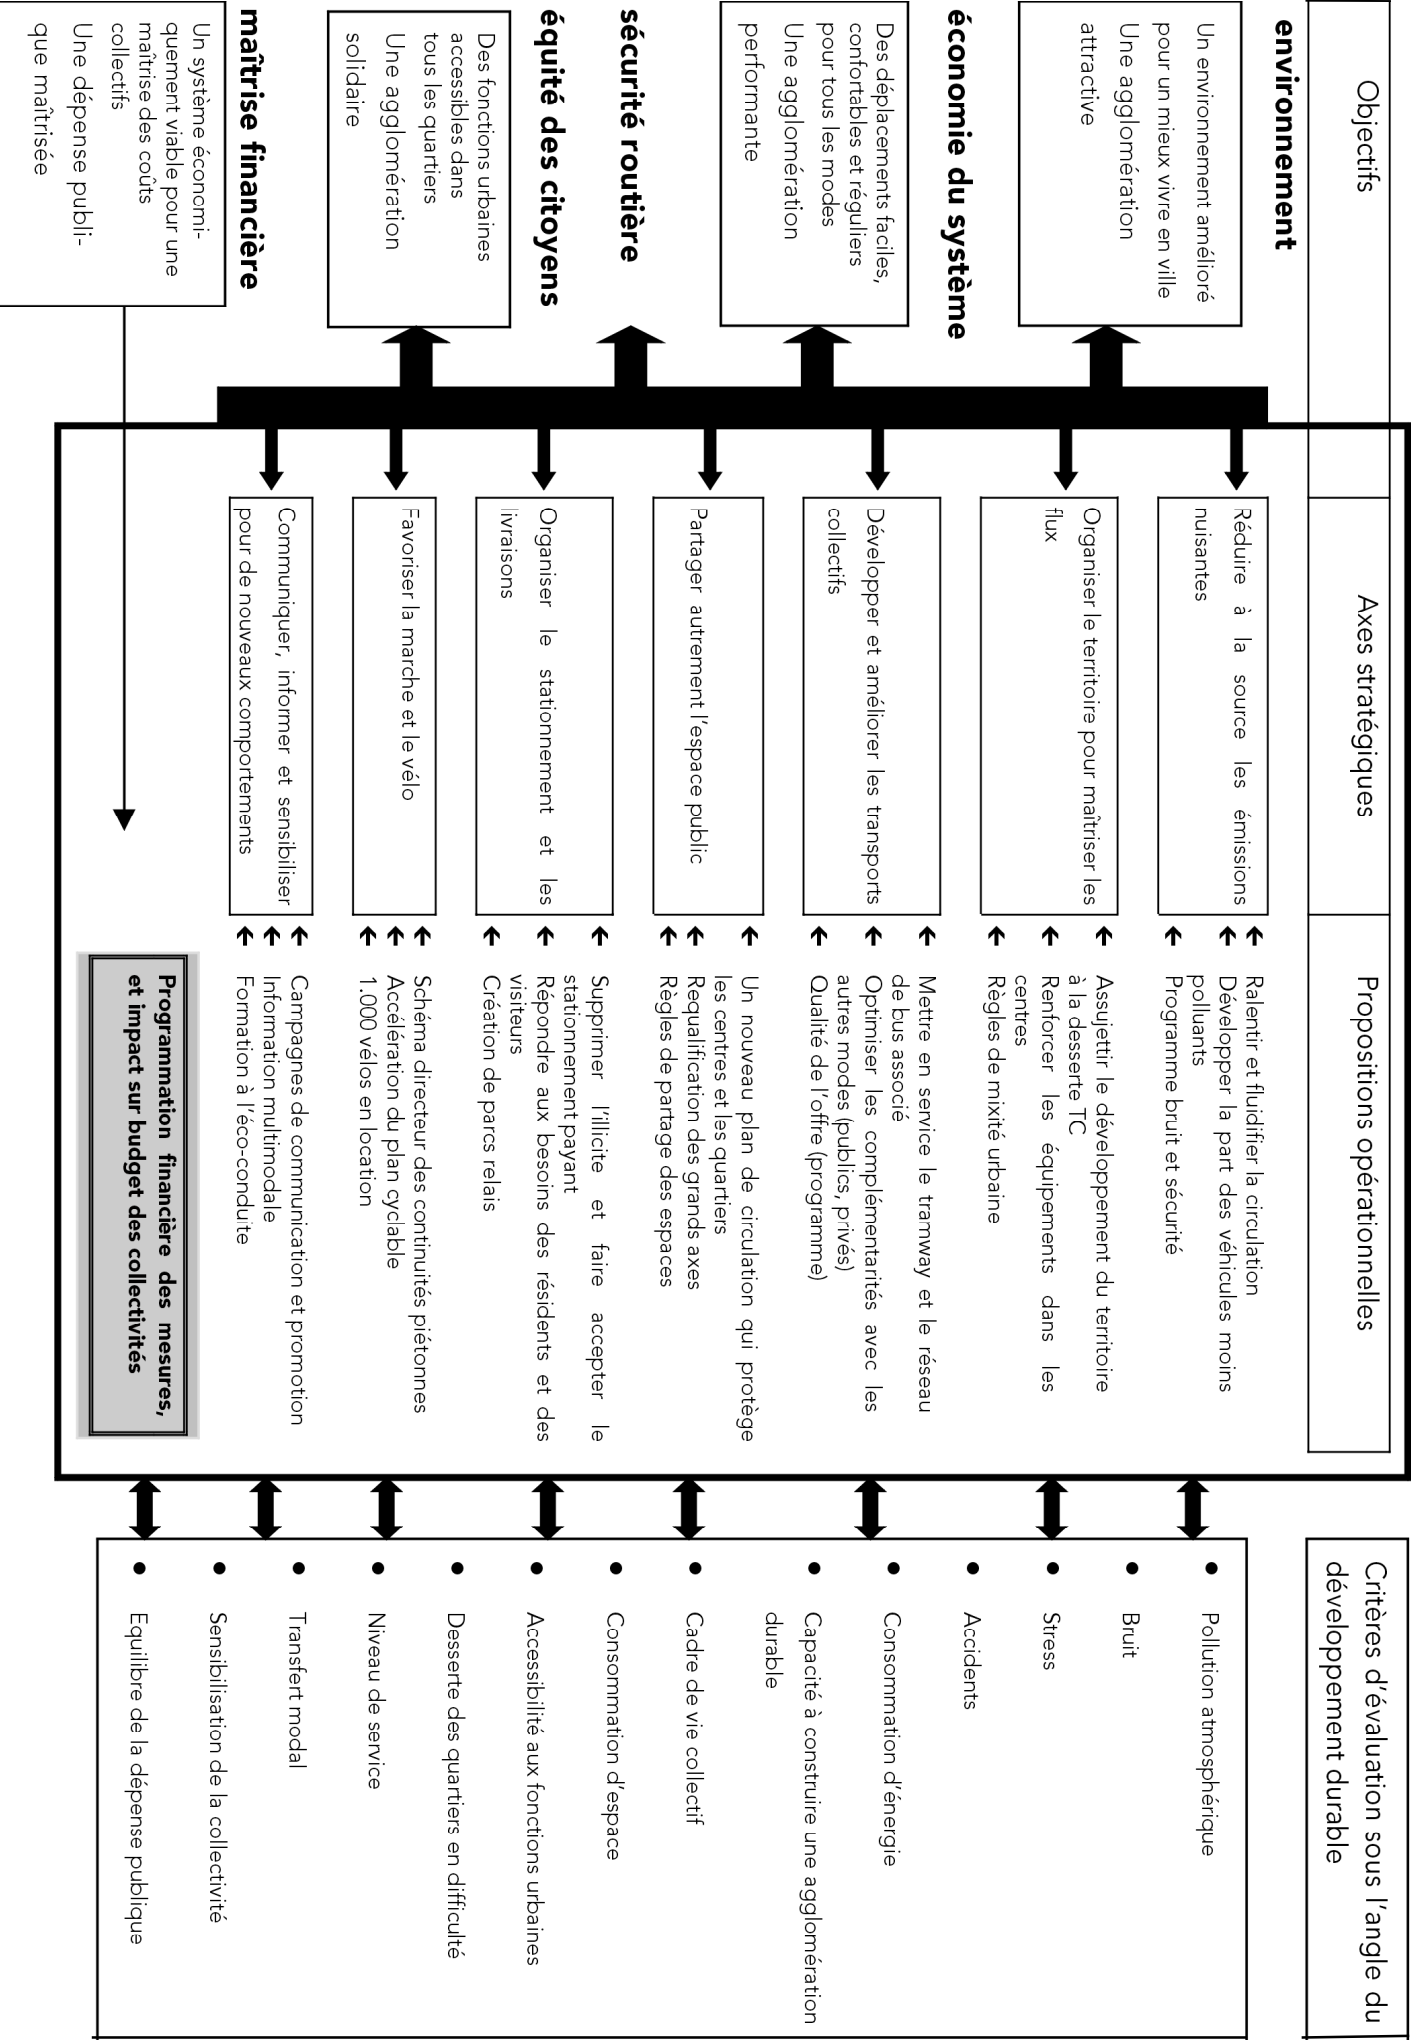 Objectifs
Axes stratégiques
Propositions opérationnelles
Critères d'évaluation sous l'angle du
développement durable
environnement
Un environnement amélioré
pour un mieux vivre en ville
Une agglomération
attractive
économie du système
Des déplacements faciles,
confortables et réguliers
pour tous les modes
Une agglomération
performante
sécurité routière
équité des citoyens
Des fonctions urbaines
accessibles dans
tous les quartiers
Une agglomération
solidaire
maîtrise financière
Un système économi-
quement viable pour une
maîtrise des coûts
collectifs
Une dépense publi-
que maîtrisée
Réduire à la source les émissions
nuisantes
Organiser le territoire pour maîtriser les
flux
Développer et améliorer les transports
collectifs
Partager autrement l'espace public
Organiser le stationnement et les
livraisons
Favoriser la marche et le vélo
Communiquer, informer et sensibiliser
pour de nouveaux comportements
Ralentir et fluidifier la circulation
Développer la part des véhicules moins
polluants
Programme bruit et sécurité
Assujettir le développement du territoire
à la desserte TC
Renforcer les équipements dans les
centres
Règles de mixité urbaine
Mettre en service le tramway et le réseau
de bus associé
Optimiser les complémentarités avec les
autres modes (publics, privés)
Qualité de l'offre (programme)
Un nouveau plan de circulation qui protège
les centres et les quartiers
Requalification des grands axes
Règles de partage des espaces
Supprimer l'illicite et faire accepter le
stationnement payant
Répondre aux besoins des résidents et des
visiteurs
Création de parcs relais
Schéma directeur des continuités piétonnes
Accélération du plan cyclable
1.000 vélos en location
Campagnes de communication et promotion
Information multimodale
Formation à l'éco-conduite
Programmation financière des mesures,
et impact sur budget des collectivités
• Pollution atmosphérique
• Bruit
• Stress
• Accidents
• Consommation d'énergie
• Capacité à construire une agglomération
durable
• Cadre de vie collectif
• Consommation d'espace
• Accessibilité aux fonctions urbaines
• Desserte des quartiers en difficulté
• Niveau de service
• Transfert modal
• Sensibilisation de la collectivité
• Equilibre de la dépense publique